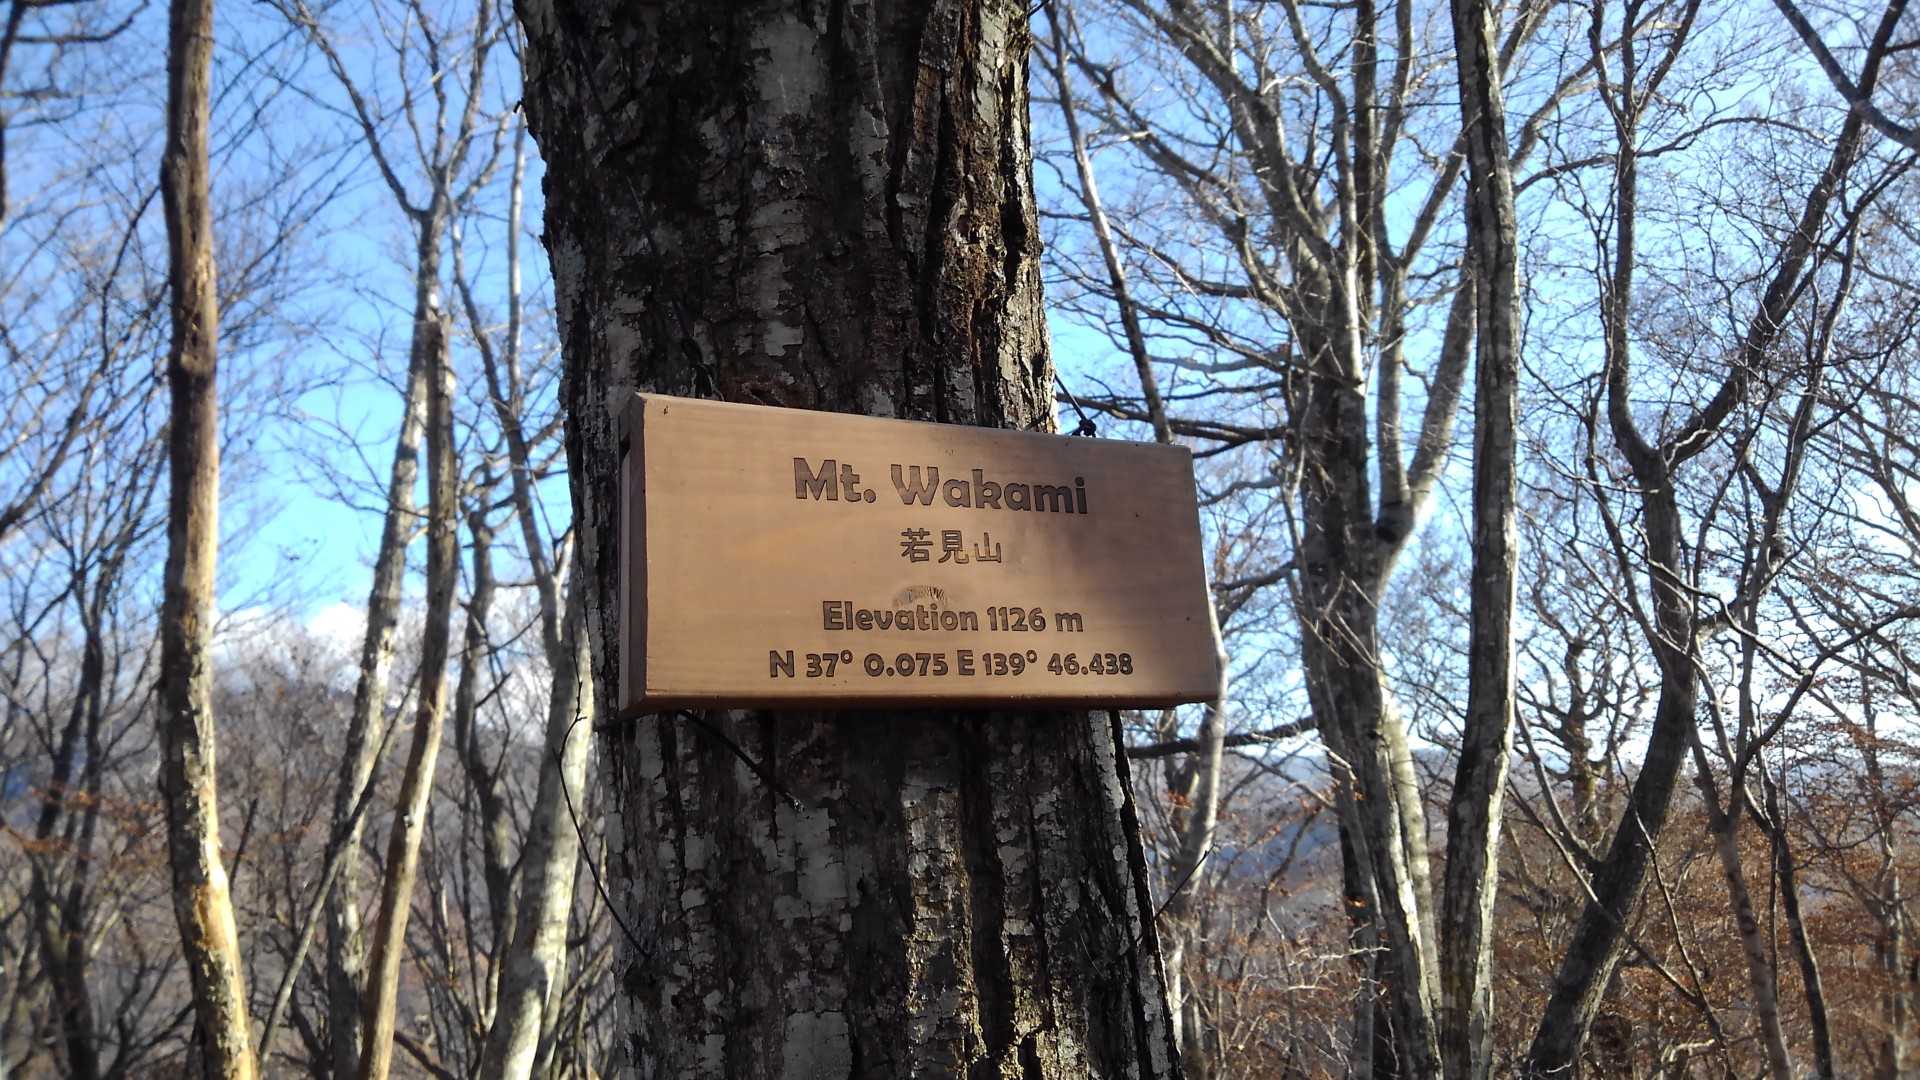 Mt. Wakami
若見山
Elevation 1126 m
N 37° 0.075 E 139° 46.438